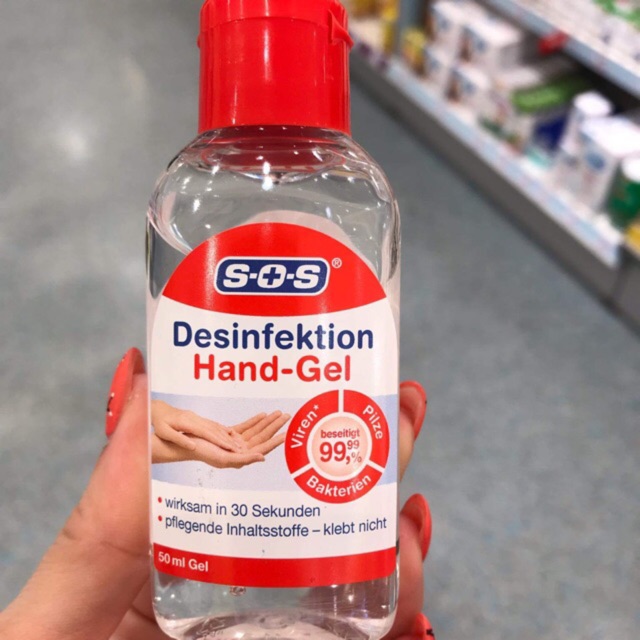 S-O-S®
Desinfektion
Hand-Gel
Viren*
Pilze
beseitigt
99,99%
Bakterien
• wirksam in 30 Sekunden
• pflegende Inhaltsstoffe – klebt nicht
50 ml Gel